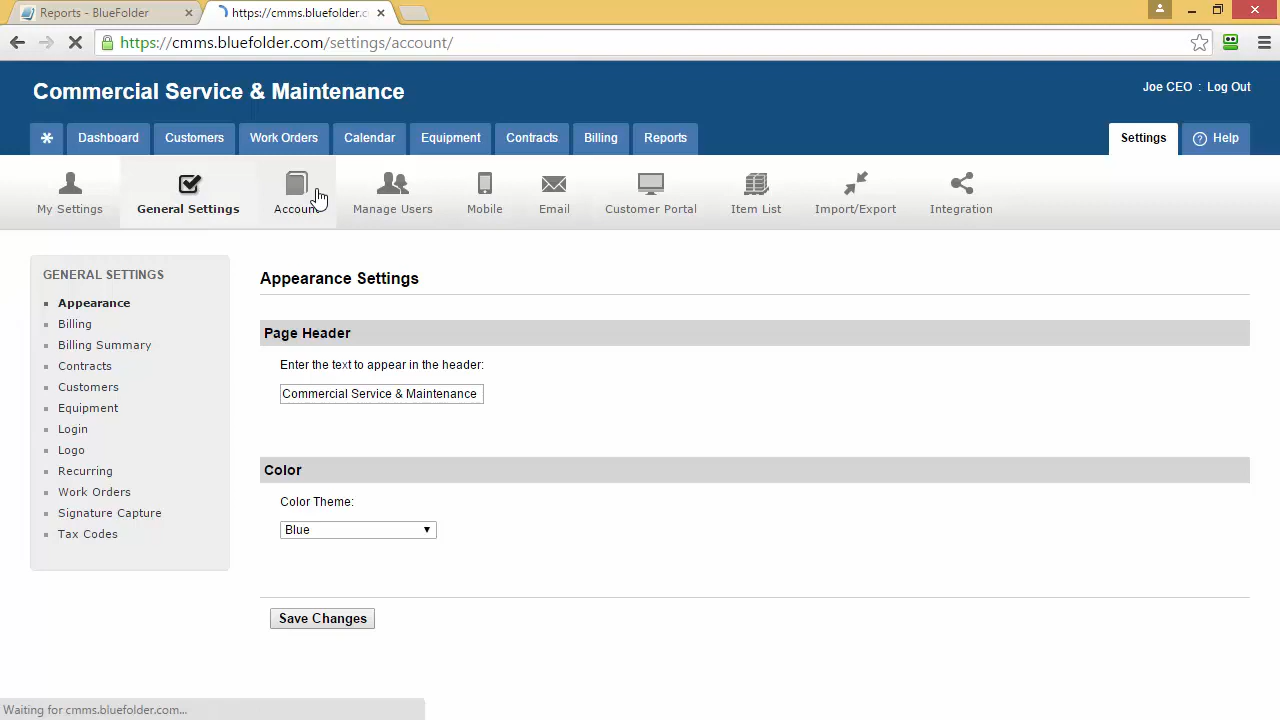 Reports - BlueFolder
https://cmms.bluefolder.c
https://cmms.bluefolder.com/settings/account/
Commercial Service & Maintenance
Joe CEO : Log Out
Dashboard Customers Work Orders Calendar Equipment Contracts Billing Reports Settings Help
My Settings General Settings Account Manage Users Mobile Email Customer Portal Item List Import/Export Integration
GENERAL SETTINGS
Appearance
Billing
Billing Summary
Contracts
Customers
Equipment
Login
Logo
Recurring
Work Orders
Signature Capture
Tax Codes
Appearance Settings
Page Header
Enter the text to appear in the header:
Commercial Service & Maintenance
Color
Color Theme:
Blue
Save Changes
Waiting for cmms.bluefolder.com...